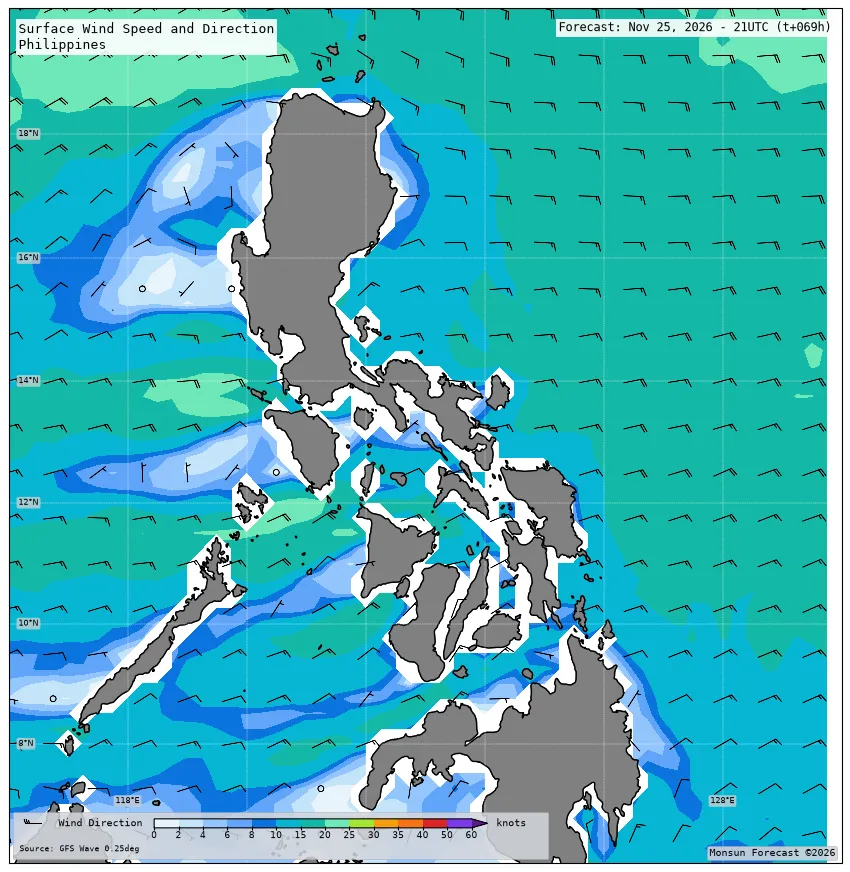 Surface Wind Speed and Direction
Philippines
Forecast: Nov 25, 2026 - 21UTC (t+069h)
18°N
16°N
14°N
12°N
10°N
8°N
118°E
128°E
Wind Direction
0 2 4 6 8 10 15 20 25 30 35 40 50 60
knots
Source: GFS Wave 0.25deg
Monsun Forecast ©2026